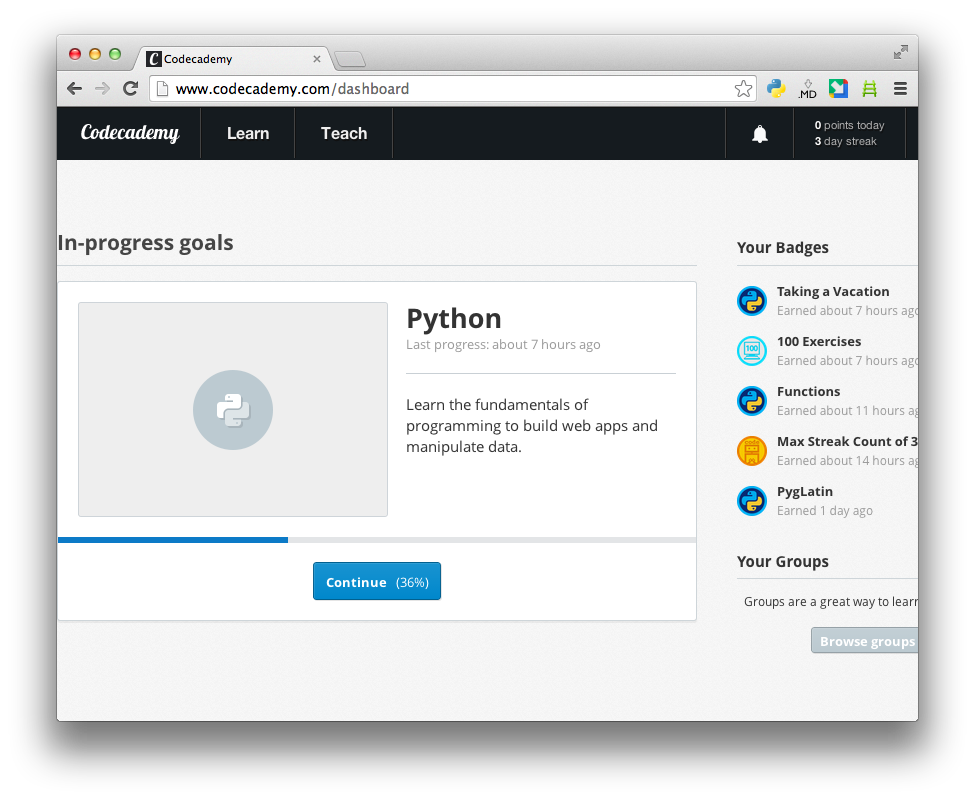 Codecademy
www.codecademy.com/dashboard
.MD
Codecademy
Learn
Teach
0 points today
3 day streak
In-progress goals
Python
Last progress: about 7 hours ago
Learn the fundamentals of
programming to build web apps and
manipulate data.
Continue (36%)
Your Badges
Taking a Vacation
Earned about 7 hours ago
100
100 Exercises
Earned about 7 hours ago
Functions
Earned about 11 hours ag
Max Streak Count of 3
Earned about 14 hours ag
PygLatin
Earned 1 day ago
Your Groups
Groups are a great way to learn
Browse groups